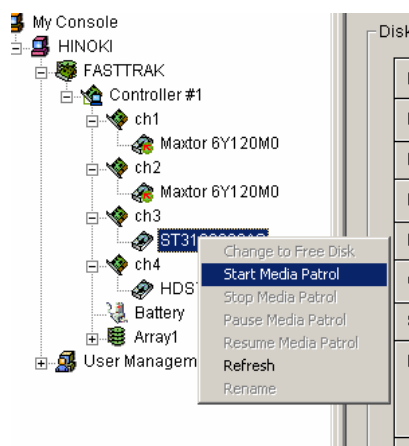 My Console
HINOKI
FASTTRAK
Controller #1
ch1
Maxtor 6Y120M0
ch2
Maxtor 6Y120M0
ch3
ch4
Battery
Array1
User Managem
Change to Free Disk
Start Media Patrol
Stop Media Patrol
Pause Media Patrol
Resume Media Patrol
Refresh
Rename